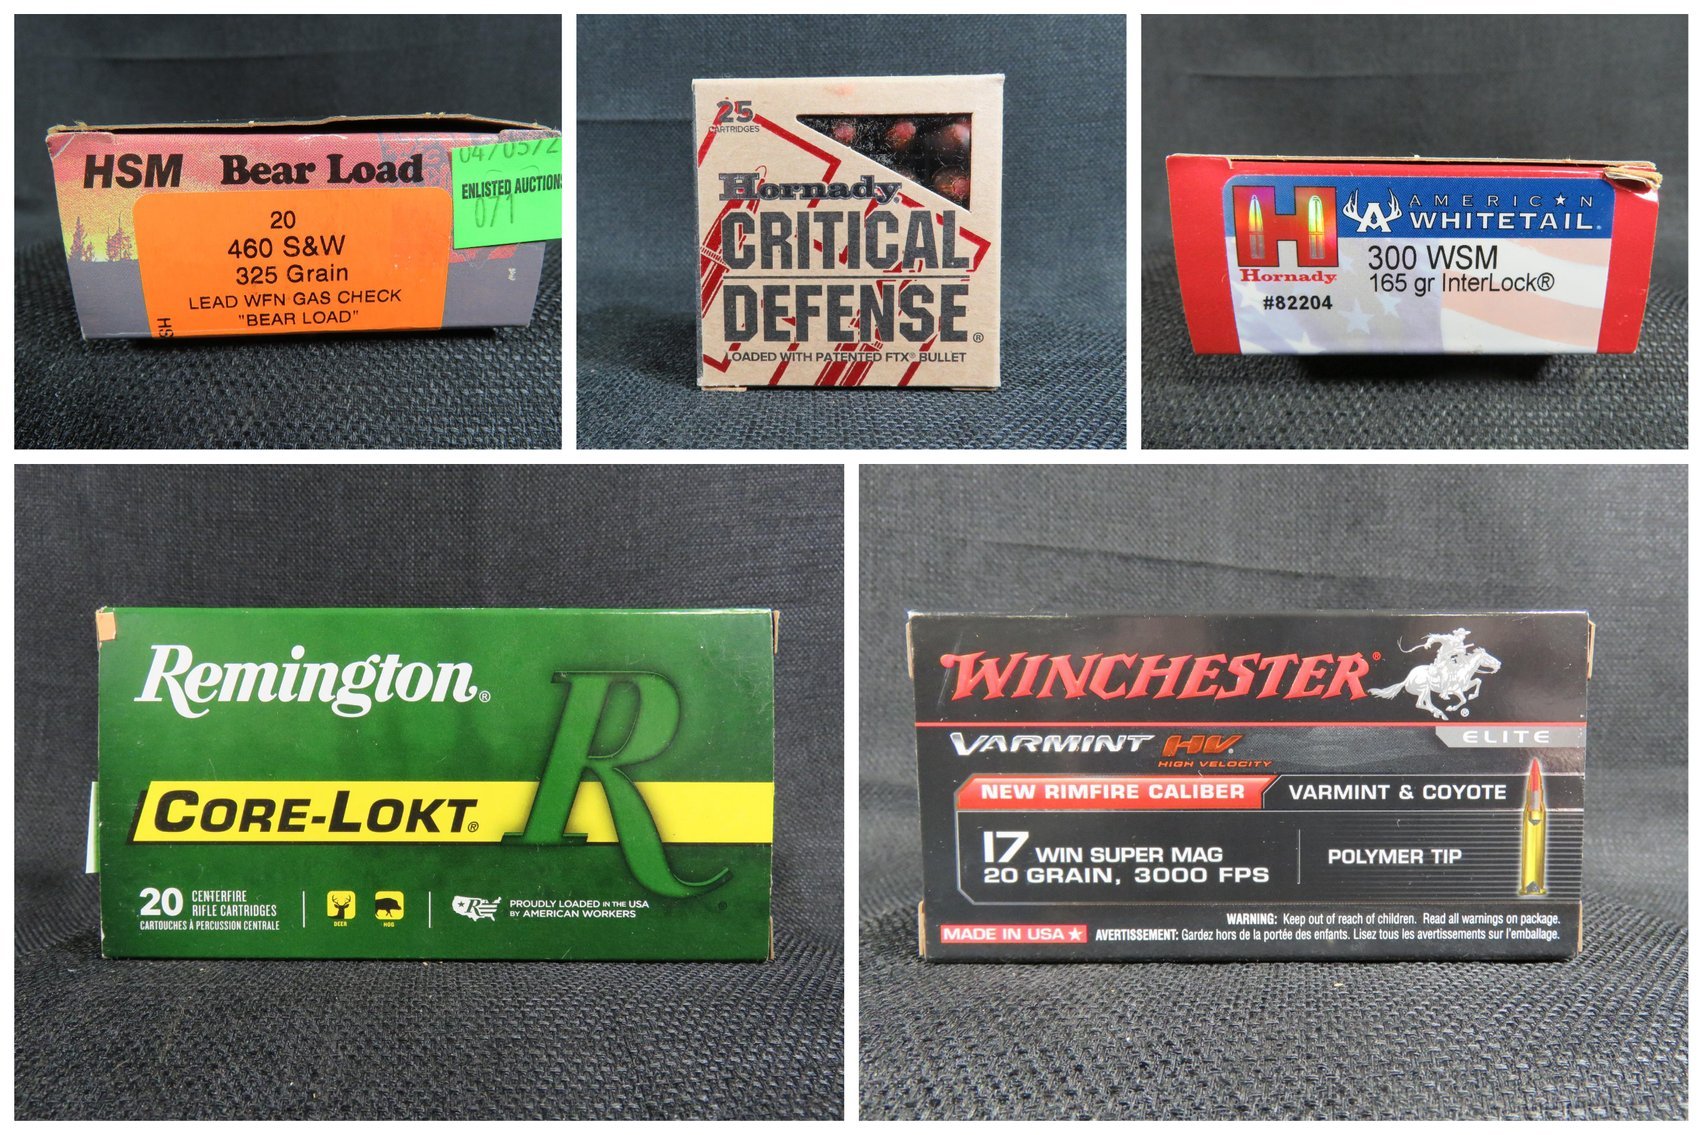 HSM Bear Load
20
460 S&W
325 Grain
LEAD WFN GAS CHECK
"BEAR LOAD"
ENLISTED AUCTION
071
25
CARTRIDGES
Hornady®
CRITICAL
DEFENSE®
LOADED WITH PATENTED FTX® BULLET
H
Hornady
#82204
AMERICAN
WHITETAIL
300 WSM
165 gr InterLock®
Remington®
R
CORE-LOKT®
20 CENTERFIRE
RIFLE CARTRIDGES
CARTOUCHES À PERCUSSION CENTRALE
DEER
HOG
R
PROUDLY LOADED IN THE USA
BY AMERICAN WORKERS
WINCHESTER®
ELITE
VARMINT HV®
HIGH VELOCITY
NEW RIMFIRE CALIBER
VARMINT & COYOTE
17 WIN SUPER MAG
20 GRAIN, 3000 FPS
POLYMER TIP
WARNING: Keep out of reach of children. Read all warnings on package.
MADE IN USA AVERTISSEMENT: Gardez hors de la portée des enfants. Lisez tous les avertissements sur l'emballage.